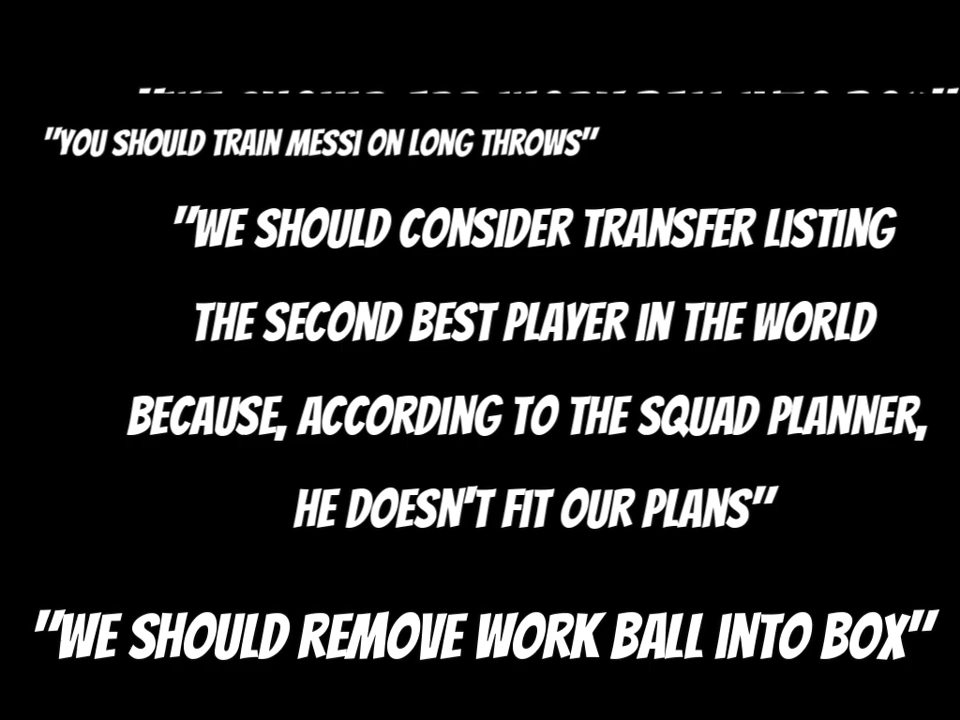 "YOU SHOULD TRAIN MESSI ON LONG THROWS"
"WE SHOULD CONSIDER TRANSFER LISTING
THE SECOND BEST PLAYER IN THE WORLD
BECAUSE, ACCORDING TO THE SQUAD PLANNER,
HE DOESN'T FIT OUR PLANS"
"WE SHOULD REMOVE WORK BALL INTO BOX"